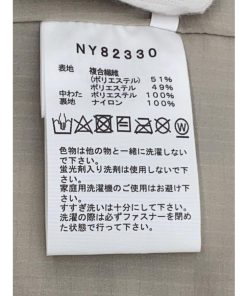 NY82330
表地 複合繊維
(ポリエステル) 51%
ポリエステル 49%
中わた ポリエステル 100%
裏地 ナイロン 100%
色物は他の物と一緒に洗濯しない
で下さい。
蛍光剤入り洗剤は使用しないで下
さい。
家庭用洗濯機でのご使用はお避け下
さい。
すすぎ洗いは十分にして下さい。
洗濯の際は必ずファスナーを閉め
た状態で行って下さい。